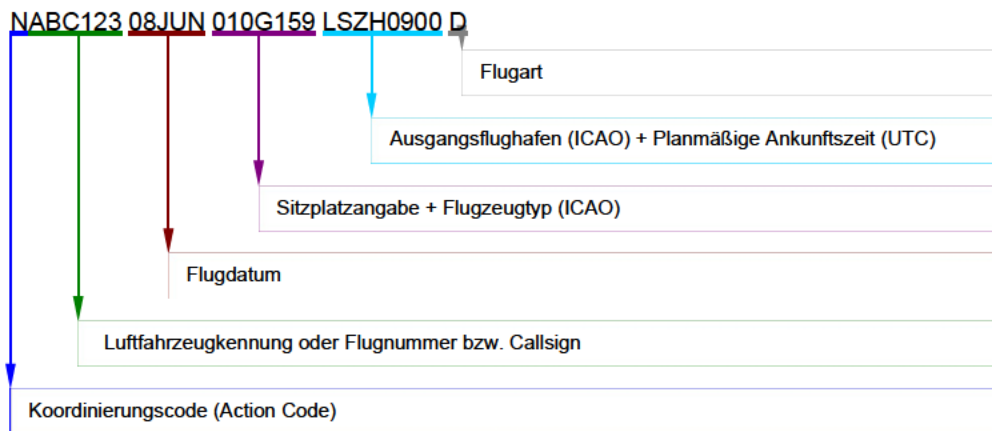 NABC123 08JUN 010G159 LSZH0900 D
Flugart
Ausgangsflughafen (ICAO) + Planmäßige Ankunftszeit (UTC)
Sitzplatzangabe + Flugzeugtyp (ICAO)
Flugdatum
Luftfahrzeugkennung oder Flugnummer bzw. Callsign
Koordinierungscode (Action Code)